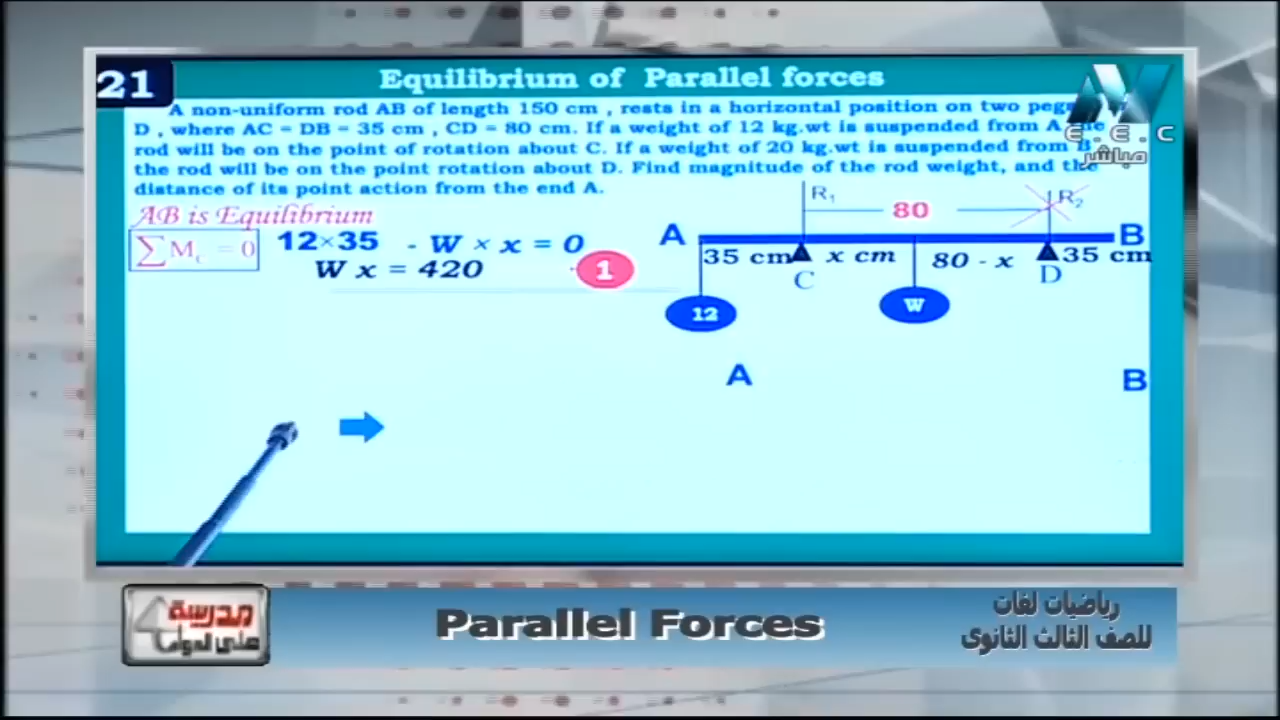 21
Equilibrium of Parallel forces
A non-uniform rod AB of length 150 cm , rests in a horizontal position on two pegs
D , where AC = DB = 35 cm , CD = 80 cm. If a weight of 12 kg.wt is suspended from A
rod will be on the point of rotation about C. If a weight of 20 kg.wt is suspended from B
the rod will be on the point rotation about D. Find magnitude of the rod weight, and the
distance of its point action from the end A.
E.E.C
مباشر
AB is Equilibrium
∑M_c = 0
12×35 - W × x = 0
W x = 420
1
R₁
80
R₂
A
B
35 cm
x cm
80 - x
35 cm
C
D
12
W
A
B
مدرسة
على الهواء
Parallel Forces
رياضيات لغات
للصف الثالث الثانوى